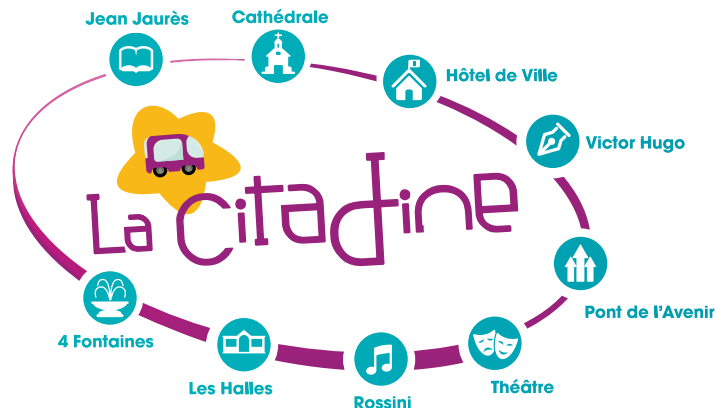 Jean Jaurès
Cathédrale
Hôtel de Ville
Victor Hugo
La Citadine
Pont de l'Avenir
4 Fontaines
Les Halles
Théâtre
Rossini